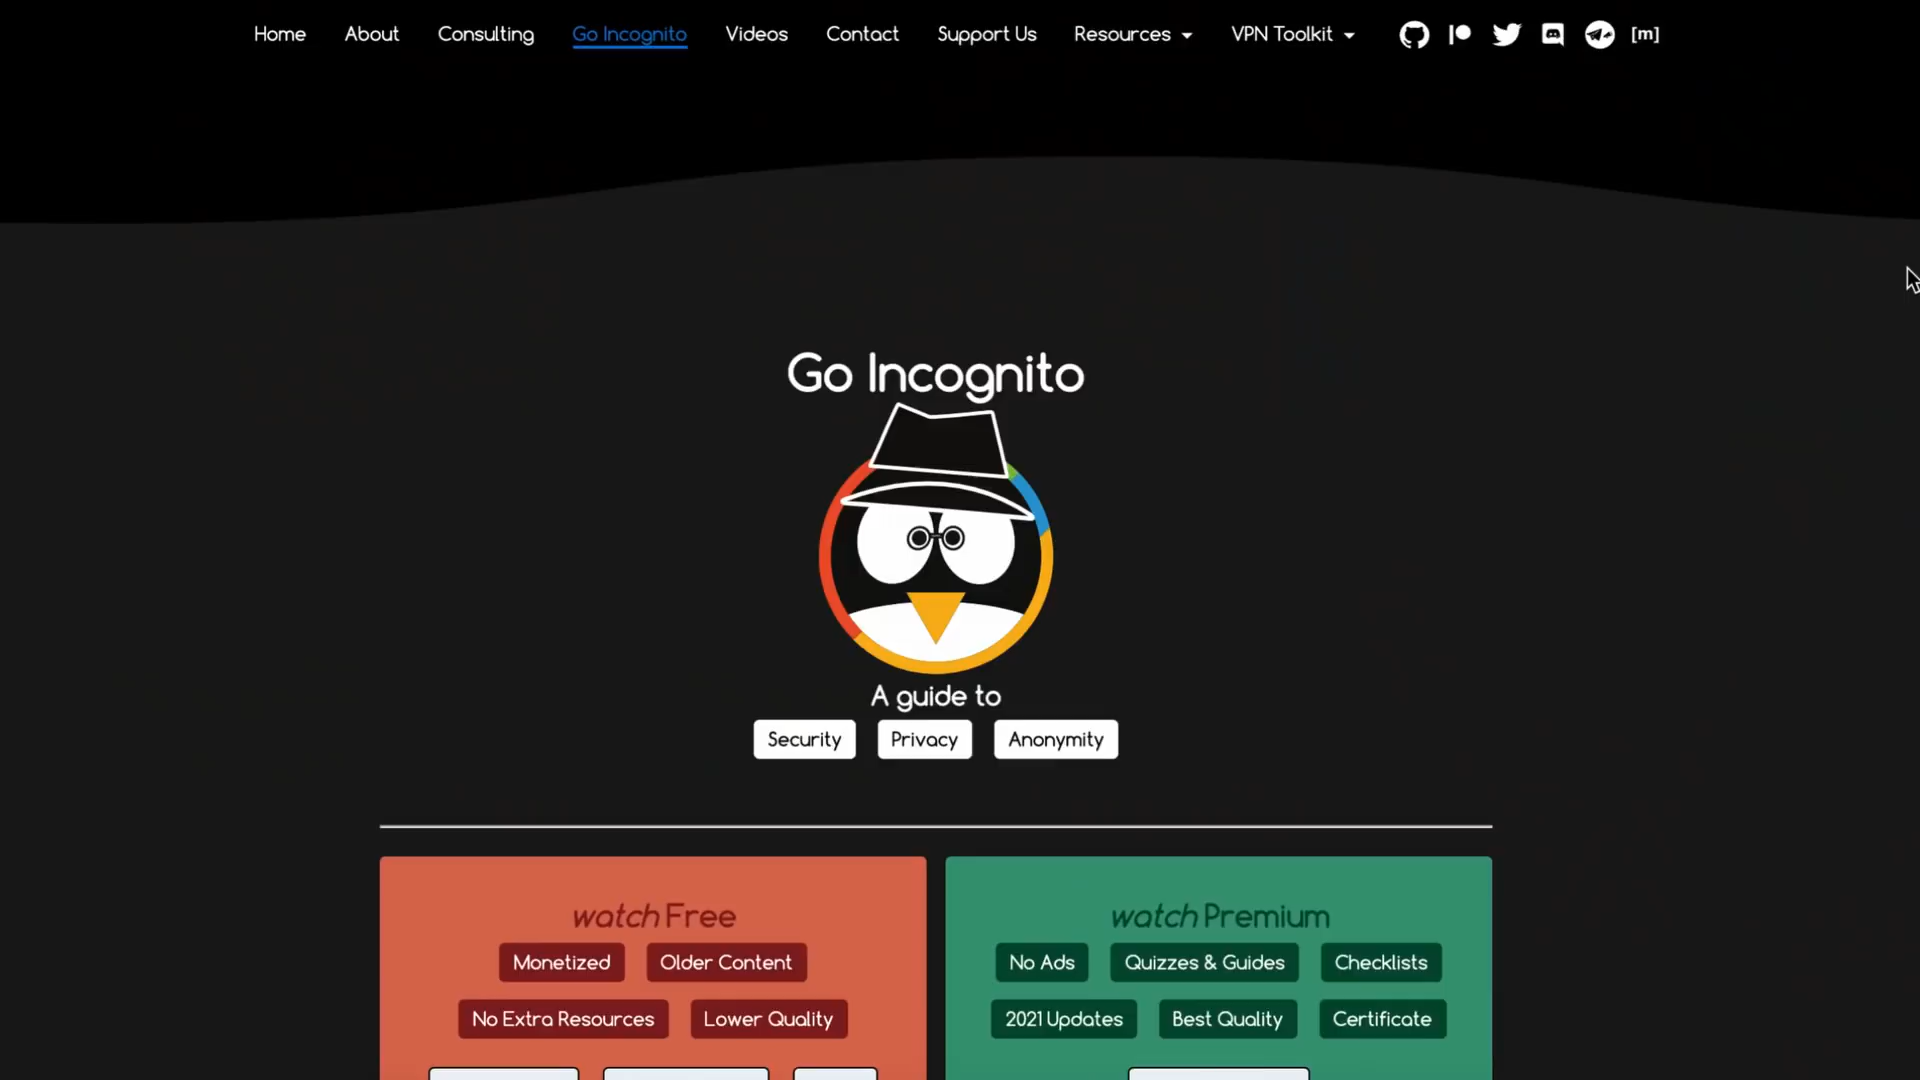 Home About Consulting Go Incognito Videos Contact Support Us Resources VPN Toolkit [m]
Go Incognito
A guide to
Security Privacy Anonymity
watch Free
Monetized Older Content
No Extra Resources Lower Quality
watch Premium
No Ads Quizzes & Guides Checklists
2021 Updates Best Quality Certificate